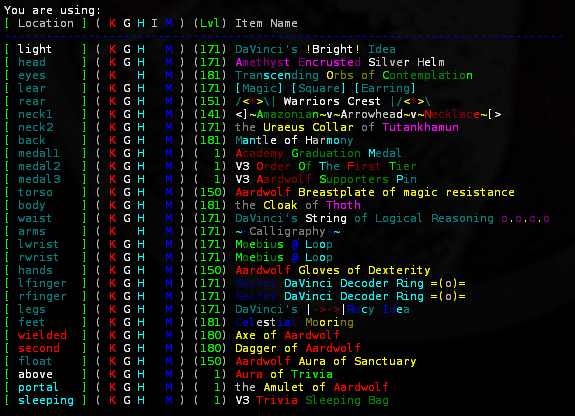 You are using:
[ Location ] ( K G H I M ) (Lvl) Item Name
[ light ] ( K G H M ) (171) DaVinci's !Bright! Idea
[ head ] ( K G H M ) (171) Amethyst Encrusted Silver Helm
[ eyes ] ( K G H M ) (181) Transcending Orbs of Contemplation
[ lear ] ( K G H M ) (171) [Magic] [Square] [Earring]
[ rear ] ( K G H M ) (151) /<*>\| Warriors Crest |/<*>\
[ neck1 ] ( K G H M ) (141) <]~Amazonian~v~Arrowhead~v~Necklace~[>
[ neck2 ] ( K G H M ) (171) the Uraeus Collar of Tutankhamun
[ back ] ( K G H M ) (181) Mantle of Harmony
[ medal1 ] ( K G H M ) ( 1) Academy Graduation Medal
[ medal2 ] ( K G H M ) ( 1) V3 Order Of The First Tier
[ medal3 ] ( K G H M ) ( 1) V3 Aardwolf Supporters Pin
[ torso ] ( K G H M ) (150) Aardwolf Breastplate of magic resistance
[ body ] ( K G H M ) (181) the Cloak of Thoth
[ waist ] ( K G H M ) (171) DaVinci's String of Logical Reasoning o.o.o.o
[ arms ] ( K H M ) (171) ~ Calligraphy ~
[ lwrist ] ( K G H M ) (171) Moebius @ Loop
[ rwrist ] ( K G H M ) (171) Moebius @ Loop
[ hands ] ( K G H M ) (150) Aardwolf Gloves of Dexterity
[ lfinger ] ( K G H M ) (171) Secret DaVinci Decoder Ring =(o)=
[ rfinger ] ( K G H M ) (171) Secret DaVinci Decoder Ring =(o)=
[ legs ] ( K G H M ) (171) DaVinci's |->->|Racy Idea
[ feet ] ( K G H M ) (181) Celestial Mooring
[ wielded ] ( K G H M ) (180) Axe of Aardwolf
[ second ] ( K G H M ) (180) Dagger of Aardwolf
[ float ] ( K G H M ) (150) Aardwolf Aura of Sanctuary
[ above ] ( K G H M ) ( 1) Aura of Trivia
[ portal ] ( K G H M ) ( 1) the Amulet of Aardwolf
[ sleeping ] ( K G H M ) ( 1) V3 Trivia Sleeping Bag